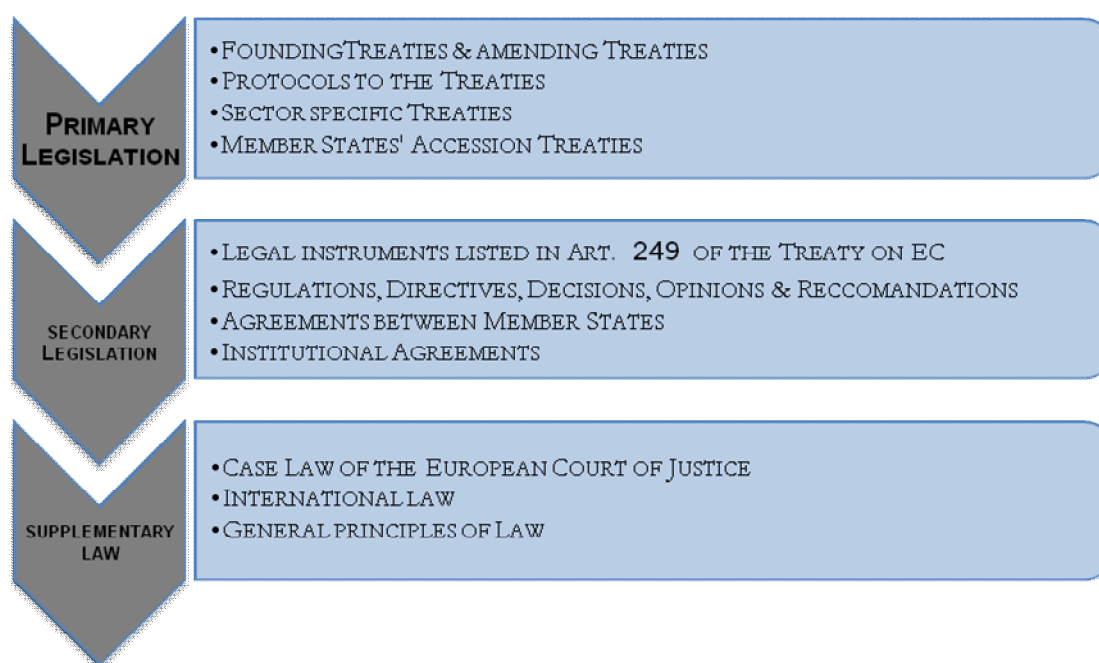 PRIMARY
LEGISLATION
• FOUNDINGTREATIES & AMENDING TREATIES
• PROTOCOLS TO THE TREATIES
• SECTOR SPECIFIC TREATIES
• MEMBER STATES' ACCESSION TREATIES
SECONDARY
LEGISLATION
• LEGAL INSTRUMENTS LISTED IN ART. 249 OF THE TREATY ON EC
• REGULATIONS, DIRECTIVES, DECISIONS, OPINIONS & RECCOMANDATIONS
• AGREEMENTS BETWEEN MEMBER STATES
• INSTITUTIONAL AGREEMENTS
SUPPLEMENTARY
LAW
• CASE LAW OF THE EUROPEAN COURT OF JUSTICE
• INTERNATIONAL LAW
• GENERAL PRINCIPLES OF LAW